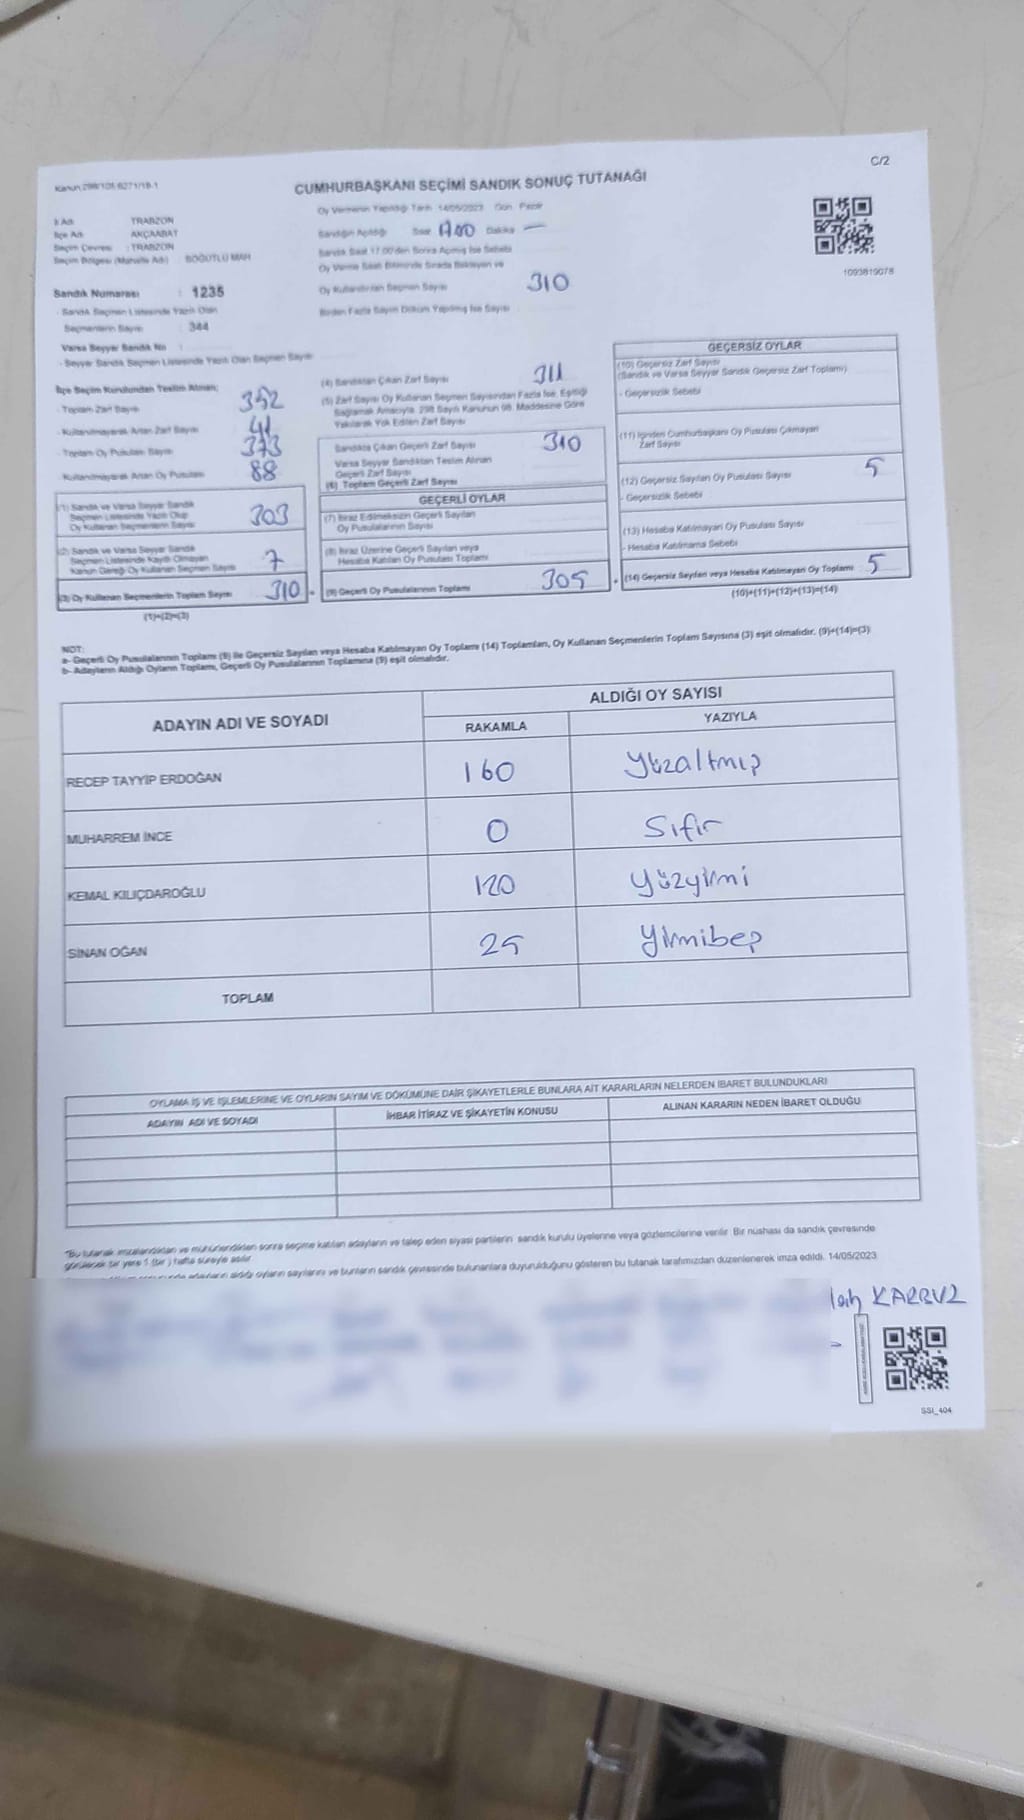 C/2
Kanun 298/101 6271/18-1
CUMHURBAŞKANI SEÇİMİ SANDIK SONUÇ TUTANAĞI
İl Adı TRABZON
İlçe Adı AKÇAABAT
Seçim Çevresi : TRABZON
Seçim Bölgesi (Mahalle Adı) SÖĞÜTLÜ MAH
Oy Vermenin Yapıldığı Tarih 14/05/2023 Gün Pazar
Sandığın Açıldığı Saat Dakika —
Sandık Saat 17:00'den Sonra Açılmış İse Sebebi
Oy Verme Saati Bitiminde Sırada Bekleyen ve
Oy Kullandırılan Seçmen Sayısı 310
Birden Fazla Sayım Döküm Yapılmış İse Sayısı
1093819078
Sandık Numarası : 1235
- Sandık Seçmen Listesinde Yazılı Olan
Seçmenlerin Sayısı : 344
Varsa Seyyar Sandık No :
- Seyyar Sandık Seçmen Listesinde Yazılı Olan Seçmen Sayısı
İlçe Seçim Kurulundan Teslim Alınan;
- Toplam Zarf Sayısı 352
- Kullanılmayarak Artan Zarf Sayısı 41
- Toplam Oy Pusulası Sayısı 373
- Kullanılmayarak Artan Oy Pusulası 88
(1) Sandık ve Varsa Seyyar Sandık
Seçmen Listesinde Yazılı Olup
Oy Kullanan Seçmenlerin Sayısı 303
(2) Sandık ve Varsa Seyyar Sandık
Seçmen Listesinde Kayıtlı Olmayan
Kanun Gereği Oy Kullanan Seçmen Sayısı 7
(3) Oy Kullanan Seçmenlerin Toplam Sayısı 310
(1)+(2)=(3)
(4) Sandıktan Çıkan Zarf Sayısı 311
(5) Zarf Sayısı Oy Kullanan Seçmen Sayısından Fazla İse, Eşitliği
Sağlamak Amacıyla, 298 Sayılı Kanunun 98. Maddesine Göre
Yakılarak Yok Edilen Zarf Sayısı
Sandıkta Çıkan Geçerli Zarf Sayısı 310
Varsa Seyyar Sandıktan Teslim Alınan
Geçerli Zarf Sayısı
(6) Toplam Geçerli Zarf Sayısı
GEÇERLİ OYLAR
(7) İtiraz Edilmeksizin Geçerli Sayılan
Oy Pusulalarının Sayısı
(8) İtiraz Üzerine Geçerli Sayılan veya
Hesaba Katılan Oy Pusulası Toplamı
(9) Geçerli Oy Pusulalarının Toplamı 305
GEÇERSİZ OYLAR
(10) Geçersiz Zarf Sayısı
(Sandık ve Varsa Seyyar Sandık Geçersiz Zarf Toplamı)
- Geçersizlik Sebebi
(11) İçinden Cumhurbaşkanı Oy Pusulası Çıkmayan
Zarf Sayısı
(12) Geçersiz Sayılan Oy Pusulası Sayısı 5
- Geçersizlik Sebebi
(13) Hesaba Katılmayan Oy Pusulası Sayısı
- Hesaba Katılmama Sebebi
+ (14) Geçersiz Sayılan veya Hesaba Katılmayan Oy Toplamı 5
(10)+(11)+(12)+(13)=(14)
NOT:
a- Geçerli Oy Pusulalarının Toplamı (9) ile Geçersiz Sayılan veya Hesaba Katılmayan Oy Toplamı (14) Toplamları, Oy Kullanan Seçmenlerin Toplam Sayısına (3) eşit olmalıdır. (9)+(14)=(3)
b- Adayların Aldığı Oyların Toplamı, Geçerli Oy Pusulalarının Toplamına (9) eşit olmalıdır.
ADAYIN ADI VE SOYADI
ALDIĞI OY SAYISI
RAKAMLA YAZIYLA
RECEP TAYYİP ERDOĞAN 160 Yüzaltmış
MUHARREM İNCE 0 Sıfır
KEMAL KILIÇDAROĞLU 120 Yüzyirmi
SİNAN OĞAN 25 Yirmibeş
TOPLAM
OYLAMA İŞ VE İŞLEMLERİNE VE OYLARIN SAYIM VE DÖKÜMÜNE DAİR ŞİKAYETLERLE BUNLARA AİT KARARLARIN NELERDEN İBARET BULUNDUKLARI
ADAYIN ADI VE SOYADI İHBAR İTİRAZ VE ŞİKAYETİN KONUSU ALINAN KARARIN NEDEN İBARET OLDUĞU
*Bu tutanak imzalandıktan ve mühürlendikten sonra seçime katılan adayların ve talep eden siyasi partilerin sandık kurulu üyelerine veya gözlemcilerine verilir. Bir nüshası da sandık çevresinde
görülecek bir yere 1 (bir) hafta süreyle asılır.
adayların aldığı oyların sayılarını ve bunların sandık çevresinde bulunanlara duyurulduğunu gösteren bu tutanak tarafımızdan düzenlenerek imza edildi. 14/05/2023
KARBUZ
SSİ_404